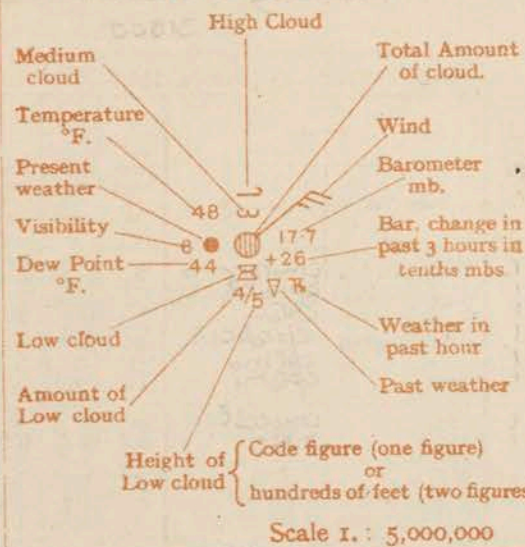 High Cloud
Medium
cloud
Total Amount
of cloud.
Temperature
°F.
Wind
Present
weather
Barometer
mb.
48
Visibility
6
17·7
Bar. change in
past 3 hours in
tenths mbs
+26
Dew Point
°F.
44
4/5
Low cloud
Weather in
past hour
Amount of
Low cloud
Past weather
Height of
Low cloud
Code figure (one figure)
or
hundreds of feet (two figures
Scale 1. : 5,000,000